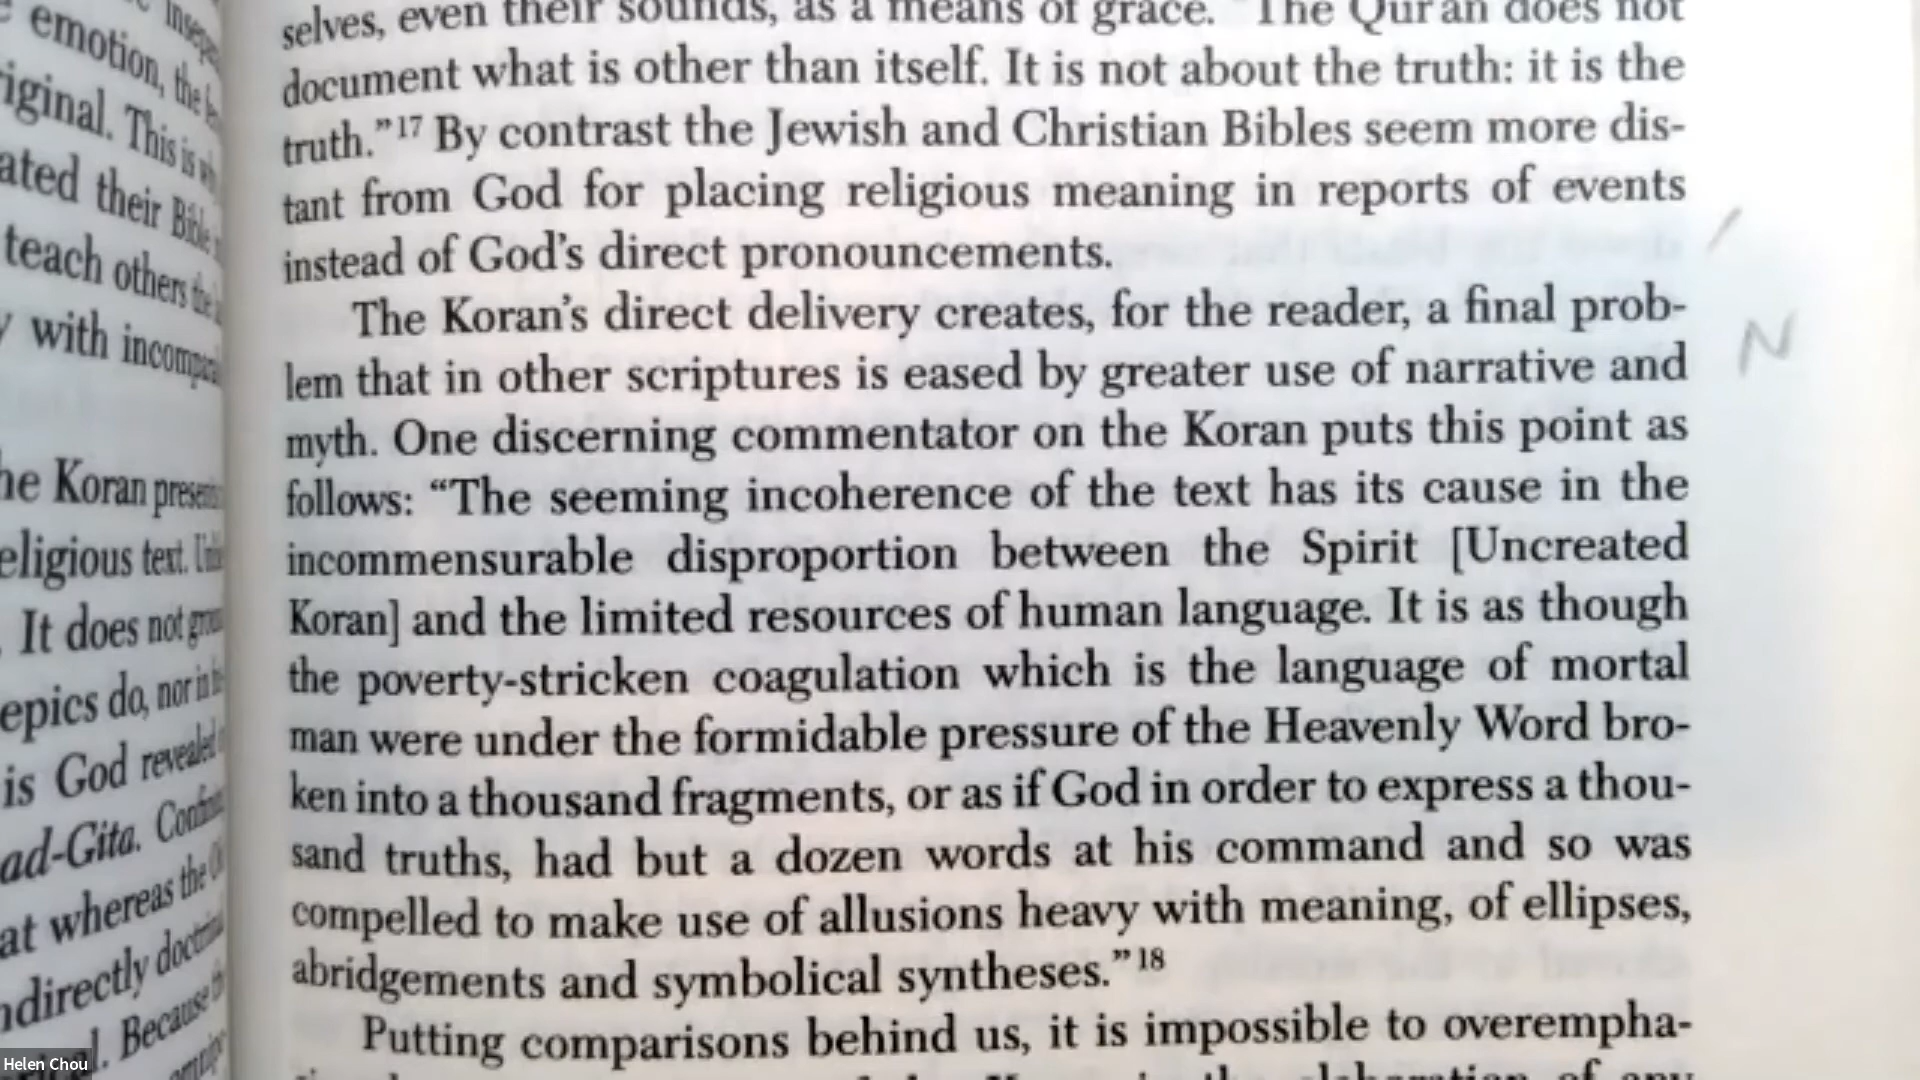 emotion, the
iginal. This is
ated their Bible
teach others the
with
he Koran presents
eligious text.
It does not
epics do, nor in
is God revealed
ad-Gita.
at whereas the
directly
Because
selves, even their sounds, as a means of grace. "The Qur'an does not
document what is other than itself. It is not about the truth: it is the
truth.”17 By contrast the Jewish and Christian Bibles seem more dis-
tant from God for placing religious meaning in reports of events
instead of God’s direct pronouncements.
The Koran’s direct delivery creates, for the reader, a final prob-
lem that in other scriptures is eased by greater use of narrative and
myth. One discerning commentator on the Koran puts this point as
follows: “The seeming incoherence of the text has its cause in the
incommensurable disproportion between the Spirit [Uncreated
Koran] and the limited resources of human language. It is as though
the poverty-stricken coagulation which is the language of mortal
man were under the formidable pressure of the Heavenly Word bro-
ken into a thousand fragments, or as if God in order to express a thou-
sand truths, had but a dozen words at his command and so was
compelled to make use of allusions heavy with meaning, of ellipses,
abridgements and symbolical syntheses.”18
Putting comparisons behind us, it is impossible to overempha-
N
Helen Chou